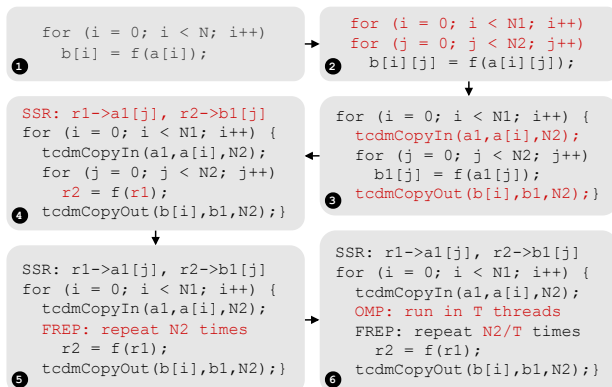 for (i = 0; i < N; i++)
b[i] = f(a[i]);
1
for (i = 0; i < N1; i++)
for (j = 0; j < N2; j++)
b[i][j] = f(a[i][j]);
2
for (i = 0; i < N1; i++) {
tcdmCopyIn(a1,a[i],N2);
for (j = 0; j < N2; j++)
b1[j] = f(a1[j]);
tcdmCopyOut(b[i],b1,N2);}
3
SSR: r1->a1[j], r2->b1[j]
for (i = 0; i < N1; i++) {
tcdmCopyIn(a1,a[i],N2);
for (j = 0; j < N2; j++)
r2 = f(r1);
tcdmCopyOut(b[i],b1,N2);}
4
SSR: r1->a1[j], r2->b1[j]
for (i = 0; i < N1; i++) {
tcdmCopyIn(a1,a[i],N2);
FREP: repeat N2 times
r2 = f(r1);
tcdmCopyOut(b[i],b1,N2);}
5
SSR: r1->a1[j], r2->b1[j]
for (i = 0; i < N1; i++) {
tcdmCopyIn(a1,a[i],N2);
OMP: run in T threads
FREP: repeat N2/T times
r2 = f(r1);
tcdmCopyOut(b[i],b1,N2);}
6